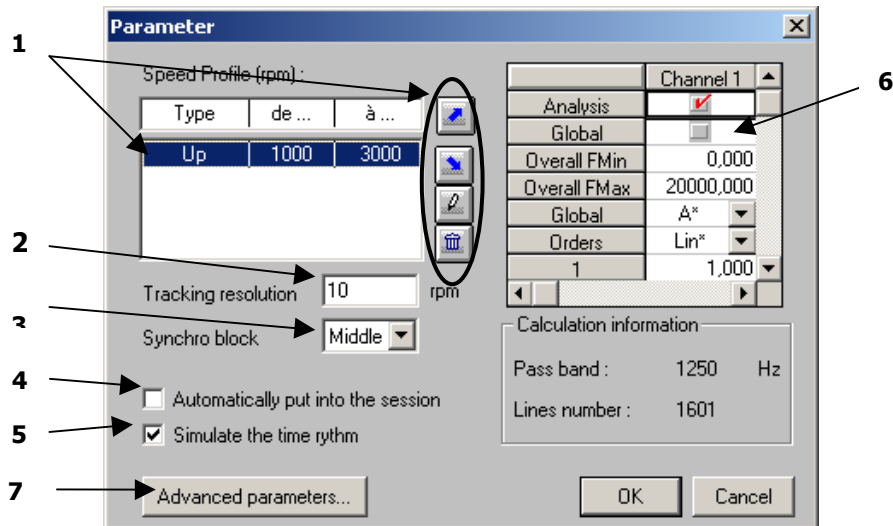 Parameter
1
Speed Profile (rpm) :
Type de ... à ...
Up 1000 3000
2
Tracking resolution 10 rpm
3
Synchro block Middle
4
Automatically put into the session
5
Simulate the time rythm
7
Advanced parameters...
6
Channel 1
Analysis
Global
Overall FMin 0,000
Overall FMax 20000,000
Global A*
Orders Lin*
1 1,000
Calculation information
Pass band : 1250 Hz
Lines number : 1601
OK Cancel